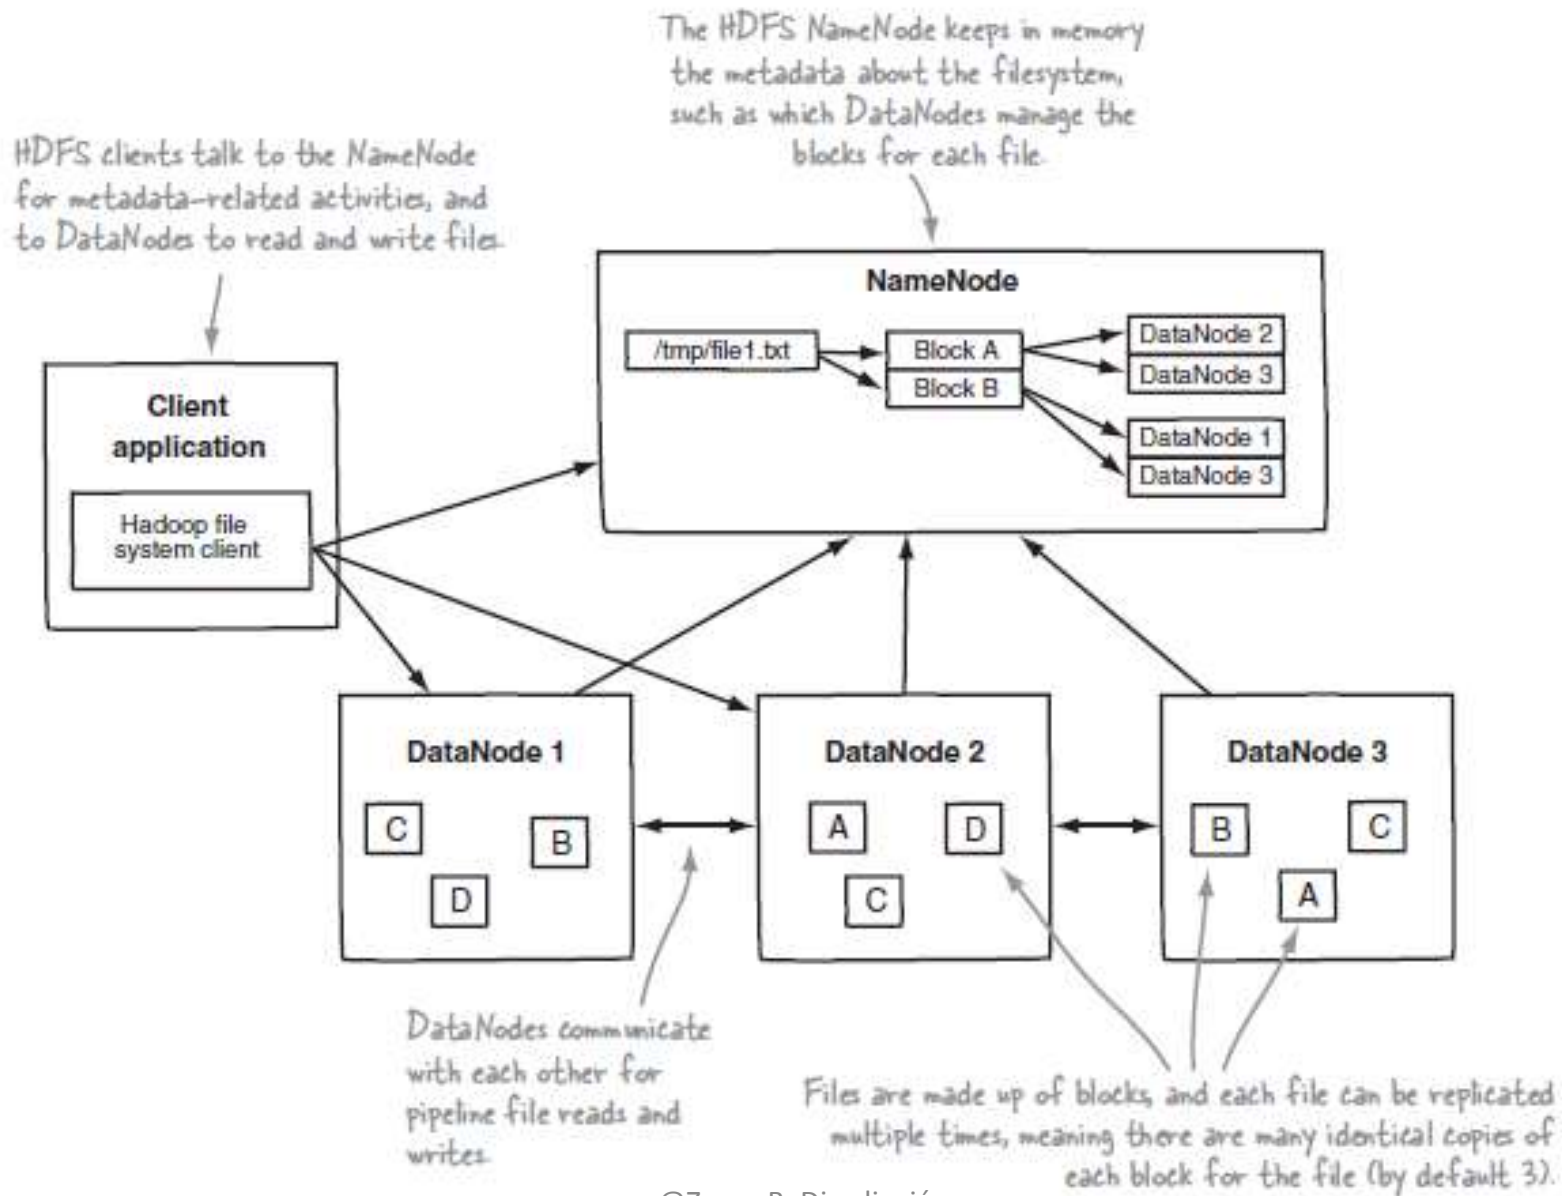 The HDFS NameNode keeps in memory
the metadata about the filesystem,
such as which DataNodes manage the
blocks for each file.
HDFS clients talk to the NameNode
for metadata-related activities, and
to DataNodes to read and write files.
NameNode
/tmp/file1.txt
Block A
Block B
DataNode 2
DataNode 3
DataNode 1
DataNode 3
Client
application
Hadoop file
system client
DataNode 1
C
B
D
DataNode 2
A
D
C
DataNode 3
B
C
A
DataNodes communicate
with each other for
pipeline file reads and
writes.
Files are made up of blocks, and each file can be replicated
multiple times, meaning there are many identical copies of
each block for the file (by default 3).